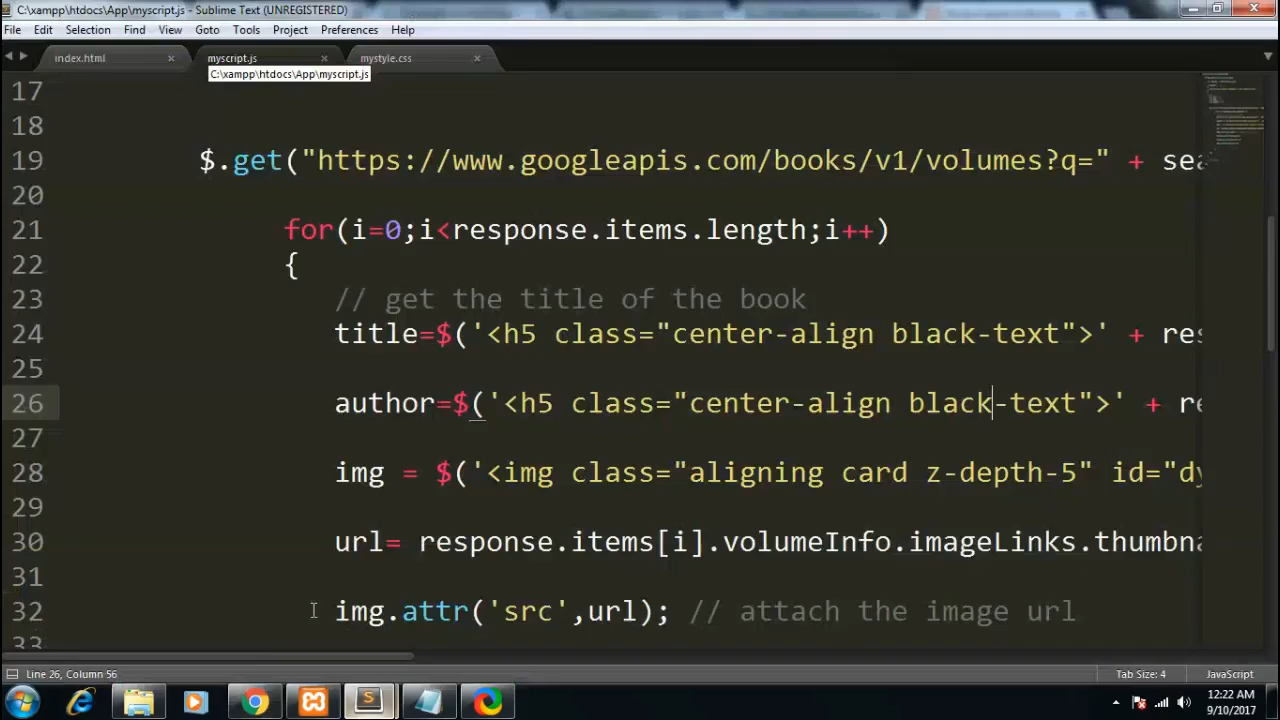 C:\xampp\htdocs\App\myscript.js - Sublime Text (UNREGISTERED)
File Edit Selection Find View Goto Tools Project Preferences Help
index.html myscript.js mystyle.css
C:\xampp\htdocs\App\myscript.js
17
18
19 $.get("https://www.googleapis.com/books/v1/volumes?q=" + sea
20
21 for(i=0;i<response.items.length;i++)
22 {
23 // get the title of the book
24 title=$('<h5 class="center-align black-text">' + res
25
26 author=$('<h5 class="center-align black-text">' + re
27
28 img = $('<img class="aligning card z-depth-5" id="dy
29
30 url= response.items[i].volumeInfo.imageLinks.thumbna
31
32 img.attr('src',url); // attach the image url
33
Line 26, Column 56 Tab Size: 4 JavaScript
12:22 AM
9/10/2017